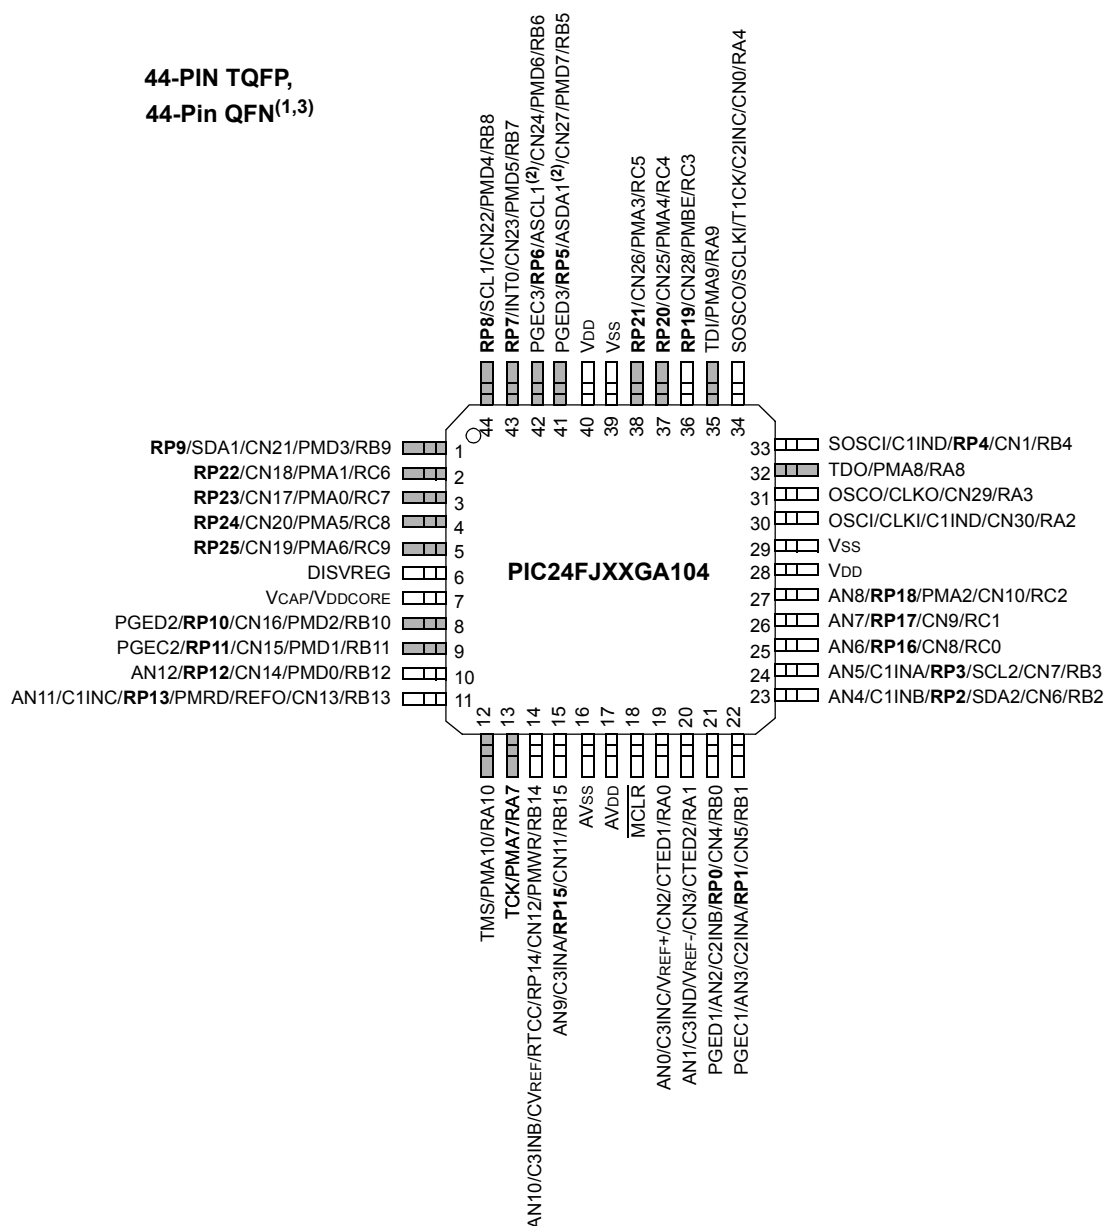 44-PIN TQFP,
44-Pin QFN(1,3)
RP8/SCL1/CN22/PMD4/RB8
RP7/INT0/CN23/PMD5/RB7
PGEC3/RP6/ASCL1(2)/CN24/PMD6/RB6
PGED3/RP5/ASDA1(2)/CN27/PMD7/RB5
VDD
VSS
RP21/CN26/PMA3/RC5
RP20/CN25/PMA4/RC4
RP19/CN28/PMBE/RC3
TDI/PMA9/RA9
SOSCO/SCLKI/T1CK/C2INC/CN0/RA4
44
43
42
41
40
39
38
37
36
35
34
RP9/SDA1/CN21/PMD3/RB9 1
RP22/CN18/PMA1/RC6 2
RP23/CN17/PMA0/RC7 3
RP24/CN20/PMA5/RC8 4
RP25/CN19/PMA6/RC9 5
DISVREG 6
VCAP/VDDCORE 7
PGED2/RP10/CN16/PMD2/RB10 8
PGEC2/RP11/CN15/PMD1/RB11 9
AN12/RP12/CN14/PMD0/RB12 10
AN11/C1INC/RP13/PMRD/REFO/CN13/RB13 11
PIC24FJXXGA104
33 SOSCI/C1IND/RP4/CN1/RB4
32 TDO/PMA8/RA8
31 OSCO/CLKO/CN29/RA3
30 OSCI/CLKI/C1IND/CN30/RA2
29 VSS
28 VDD
27 AN8/RP18/PMA2/CN10/RC2
26 AN7/RP17/CN9/RC1
25 AN6/RP16/CN8/RC0
24 AN5/C1INA/RP3/SCL2/CN7/RB3
23 AN4/C1INB/RP2/SDA2/CN6/RB2
12
13
14
15
16
17
18
19
20
21
22
TMS/PMA10/RA10
TCK/PMA7/RA7
AN10/C3INB/CVREF/RTCC/RP14/CN12/PMWR/RB14
AN9/C3INA/RP15/CN11/RB15
AVSS
AVDD
MCLR
AN0/C3INC/VREF+/CN2/CTED1/RA0
AN1/C3IND/VREF-/CN3/CTED2/RA1
PGED1/AN2/C2INB/RP0/CN4/RB0
PGEC1/AN3/C2INA/RP1/CN5/RB1